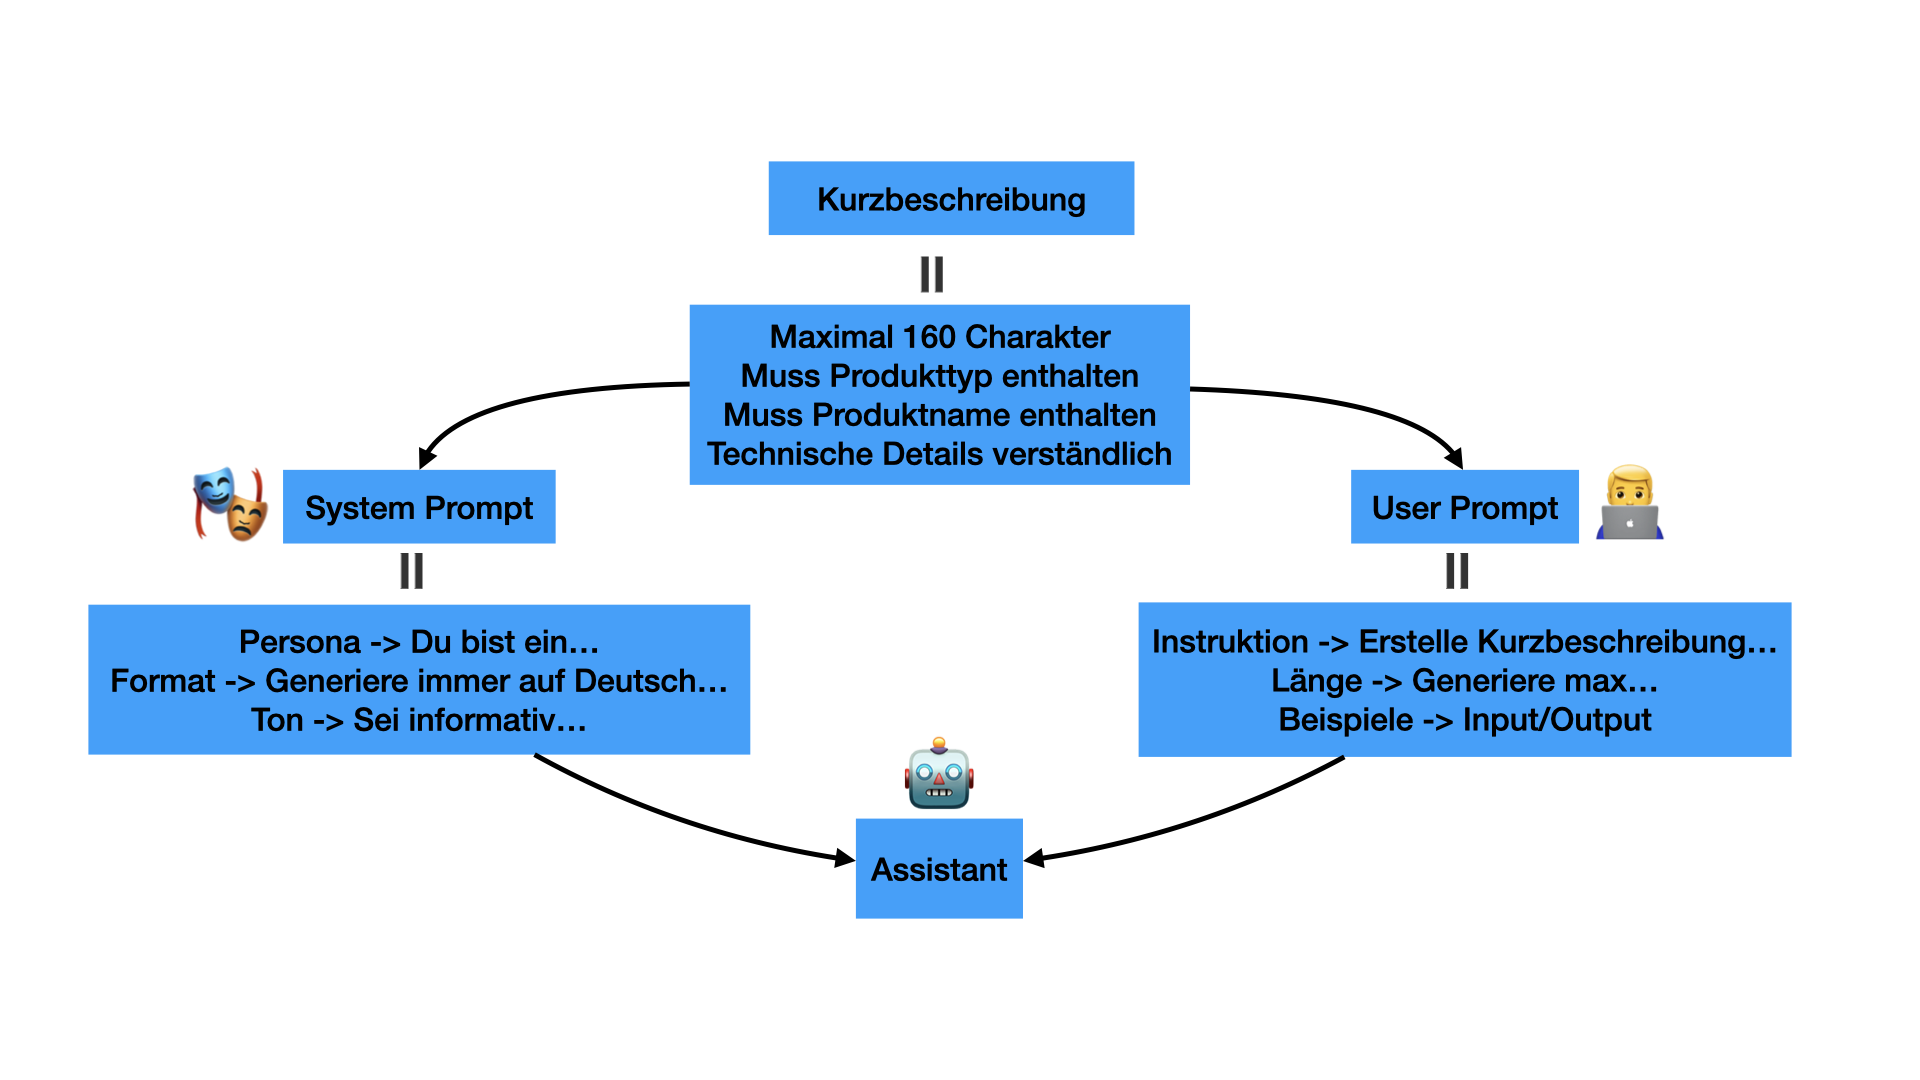 Kurzbeschreibung
Maximal 160 Charakter
Muss Produkttyp enthalten
Muss Produktname enthalten
Technische Details verständlich
System Prompt
User Prompt
Persona -> Du bist ein...
Format -> Generiere immer auf Deutsch...
Ton -> Sei informativ...
Instruktion -> Erstelle Kurzbeschreibung...
Länge -> Generiere max...
Beispiele -> Input/Output
Assistant